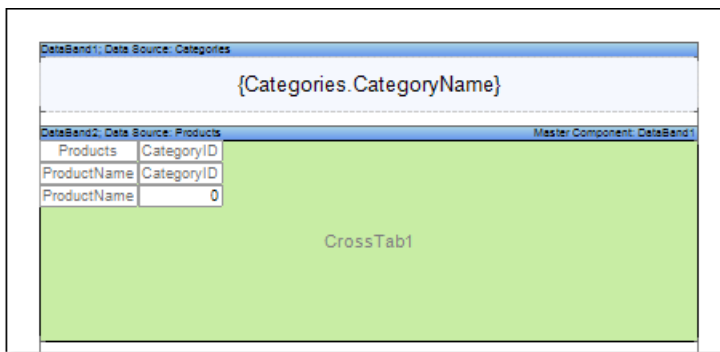 DataBand1; Data Source: Categories
{Categories.CategoryName}
DataBand2; Data Source: Products Master Component: DataBand1
Products CategoryID
ProductName CategoryID
ProductName 0
CrossTab1